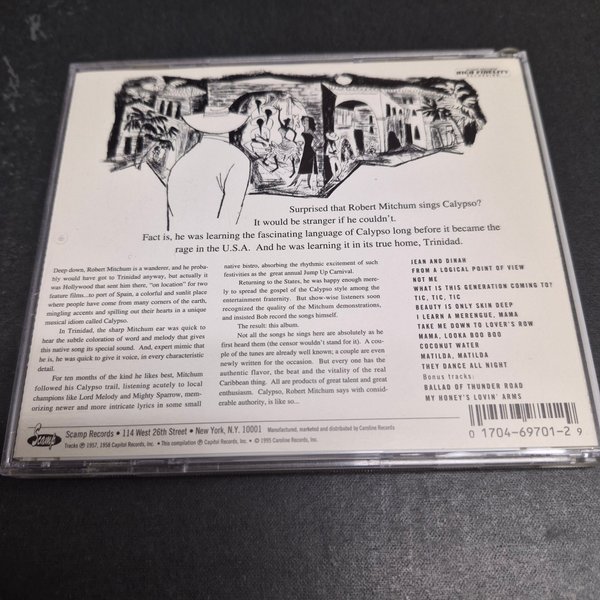 HIGH FIDELITY
Surprised that Robert Mitchum sings Calypso?
It would be stranger if he couldn't.
Fact is, he was learning the fascinating language of Calypso long before it became the
rage in the U.S.A. And he was learning it in its true home, Trinidad.
Deep down, Robert Mitchum is a wanderer, and he proba-
bly would have got to Trinidad anyway, but actually it
was Hollywood that sent him there, "on location" for two
feature films...to port of Spain, a colorful and sunlit place
where people have come from many corners of the earth,
mingling accents and spilling out their hearts in a unique
musical idiom called Calypso.
In Trinidad, the sharp Mitchum ear was quick to
hear the subtle coloration of word and melody that gives
this native song its special sound. And, expert mimic that
he is, he was quick to give it voice, in every characteristic
detail.
For ten months of the kind he likes best, Mitchum
followed his Calypso trail, listening acutely to local
champions like Lord Melody and Mighty Sparrow, mem-
orizing newer and more intricate lyrics in some small
native bistro, absorbing the rhythmic excitement of such
festivities as the great annual Jump Up Carnival.
Returning to the States, he was happy enough mere-
ly to spread the gospel of the Calypso style among the
entertainment fraternity. But show-wise listeners soon
recognized the quality of the Mitchum demonstrations,
and insisted Bob record the songs himself.
The result: this album.
Not all the songs he sings here are absolutely as he
first heard them (the censor wouldn't stand for it). A cou-
ple of the tunes are already well known; a couple are even
newly written for the occasion. But every one has the
authentic flavor, the beat and the vitality of the real
Caribbean thing. All are products of great talent and great
enthusiasm. Calypso, Robert Mitchum says with consid-
erable authority, is like so...
JEAN AND DINAH
FROM A LOGICAL POINT OF VIEW
NOT ME
WHAT IS THIS GENERATION COMING TO?
TIC, TIC, TIC
BEAUTY IS ONLY SKIN DEEP
I LEARN A MERENGUE, MAMA
TAKE ME DOWN TO LOVER'S ROW
MAMA, LOOKA BOO BOO
COCONUT WATER
MATILDA, MATILDA
THEY DANCE ALL NIGHT
Bonus tracks:
BALLAD OF THUNDER ROAD
MY HONEY'S LOVIN' ARMS
Scamp
Scamp Records • 114 West 26th Street • New York, N.Y. 10001 Manufactured, marketed and distributed by Caroline Records.
Tracks ℗ 1957, 1958 Capitol Records, Inc. • This compilation ℗ Capitol Records, Inc. • © 1995 Caroline Records, Inc.
0 1704-69701-2 9